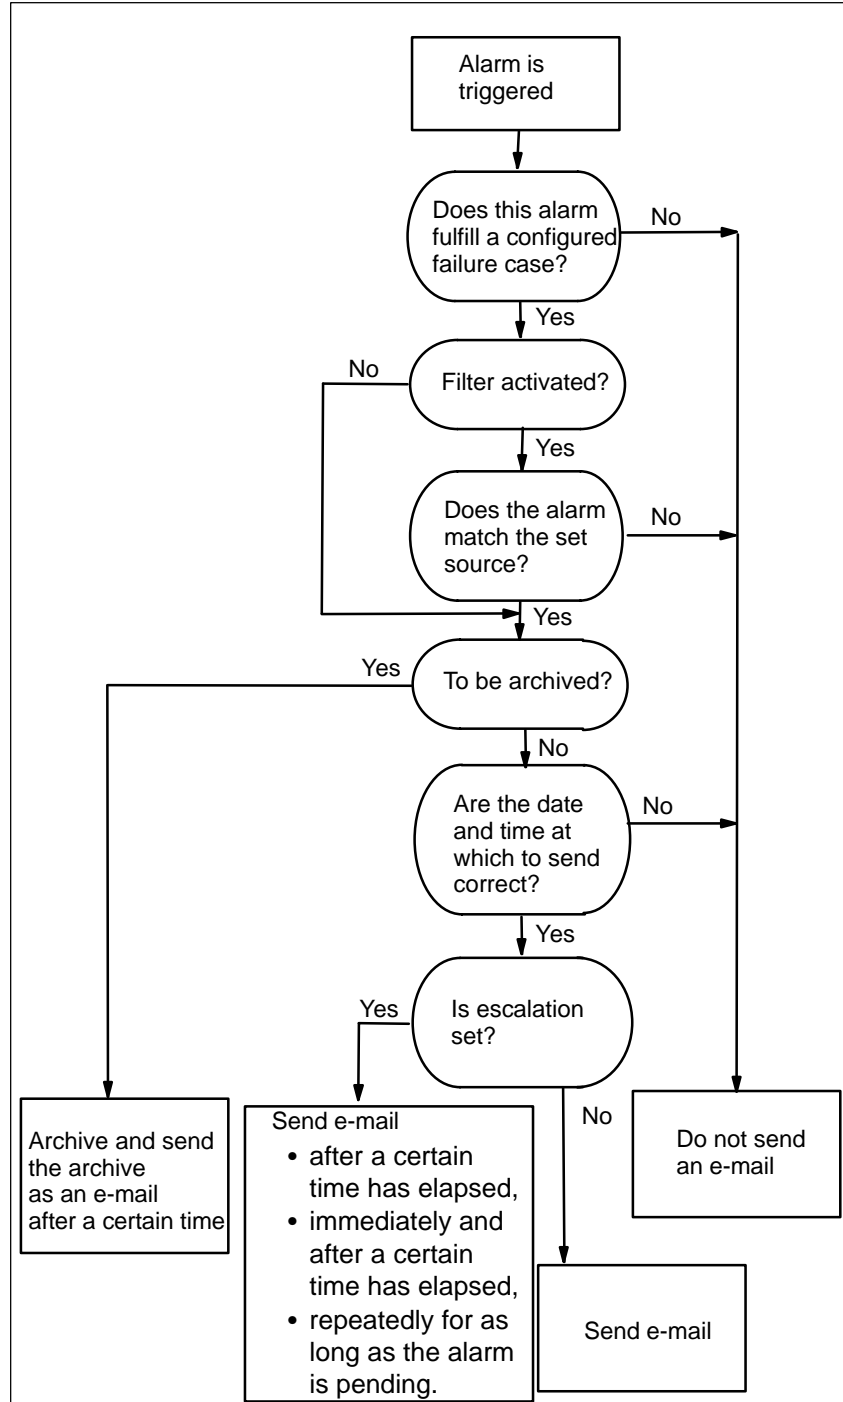 Alarm is
triggered
Does this alarm
fulfill a configured
failure case?
No
Yes
No
Filter activated?
Yes
Does the alarm
match the set
source?
No
Yes
Yes
To be archived?
No
Are the date
and time at
which to send
correct?
No
Yes
Yes
Is escalation
set?
No
Archive and send
the archive
as an e-mail
after a certain time
Send e-mail
• after a certain
time has elapsed,
• immediately and
after a certain
time has elapsed,
• repeatedly for as
long as the alarm
is pending.
Send e-mail
Do not send
an e-mail